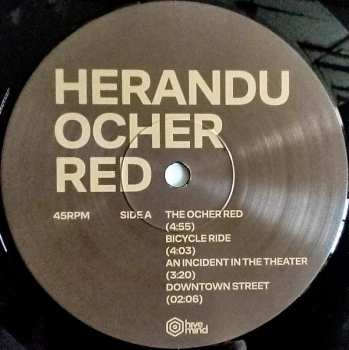 HERANDU
OCHER
RED
45RPM SIDE A THE OCHER RED
(4:55)
BICYCLE RIDE
(4:03)
AN INCIDENT IN THE THEATER
(3:20)
DOWNTOWN STREET
(02:06)
hive
mind